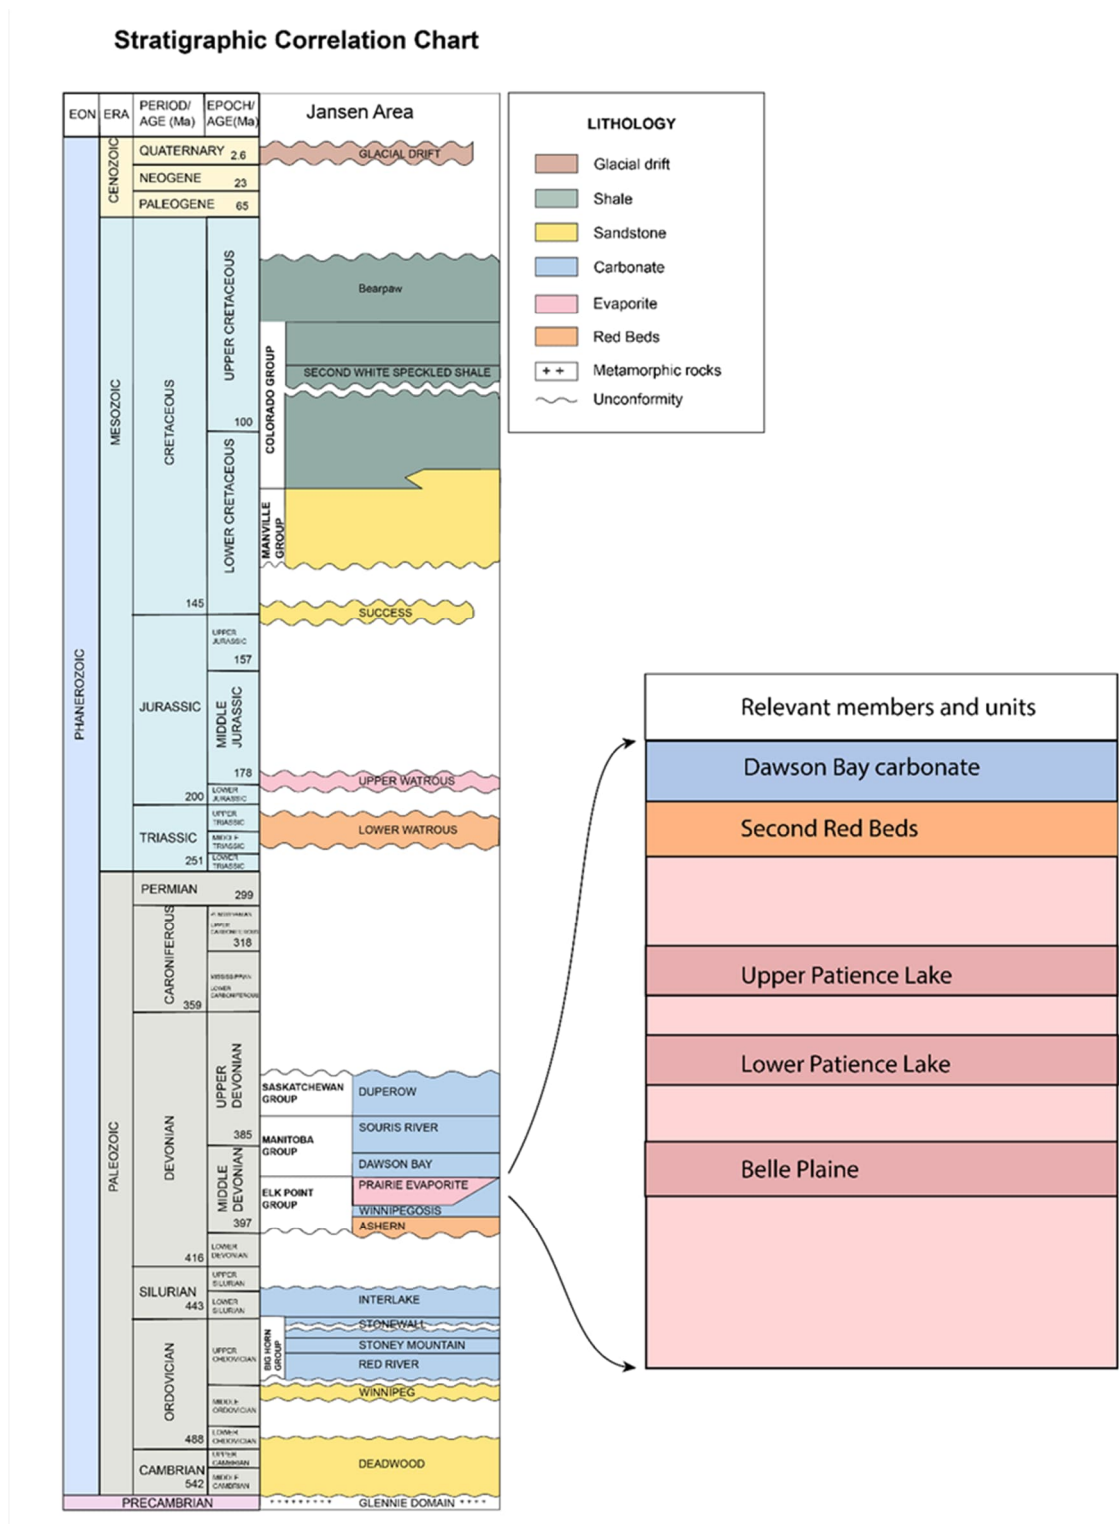 Stratigraphic Correlation Chart
EON
ERA
PERIOD/
AGE (Ma)
EPOCH/
AGE(Ma)
Jansen Area
PHANEROZOIC
CENOZOIC
QUATERNARY 2.6
NEOGENE 23
PALEOGENE 65
GLACIAL DRIFT
MESOZOIC
CRETACEOUS
145
UPPER CRETACEOUS
100
LOWER CRETACEOUS
Bearpaw
COLORADO GROUP
SECOND WHITE SPECKLED SHALE
MANVILLE
GROUP
SUCCESS
JURASSIC
200
UPPER
JURASSIC
157
MIDDLE
JURASSIC
178
LOWER
JURASSIC
UPPER WATROUS
TRIASSIC
251
UPPER
TRIASSIC
MIDDLE
TRIASSIC
LOWER
TRIASSIC
LOWER WATROUS
PALEOZOIC
PERMIAN
299
CARONIFEROUS
359
UPPER
CARBONIFEROUS
318
MISSISSIPPIAN
LOWER
CARBONIFEROUS
DEVONIAN
416
UPPER
DEVONIAN
385
MIDDLE
DEVONIAN
397
LOWER
DEVONIAN
SASKATCHEWAN
GROUP
DUPEROW
MANITOBA
GROUP
SOURIS RIVER
DAWSON BAY
ELK POINT
GROUP
PRAIRIE EVAPORITE
WINNIPEGOSIS
ASHERN
SILURIAN
443
UPPER
SILURIAN
LOWER
SILURIAN
INTERLAKE
ORDOVICIAN
488
UPPER
ORDOVICIAN
MIDDLE
ORDOVICIAN
LOWER
ORDOVICIAN
BIG HORN
GROUP
STONEWALL
STONEY MOUNTAIN
RED RIVER
WINNIPEG
CAMBRIAN
542
UPPER
CAMBRIAN
MIDDLE
CAMBRIAN
DEADWOOD
PRECAMBRIAN
GLENNIE DOMAIN
LITHOLOGY
Glacial drift
Shale
Sandstone
Carbonate
Evaporite
Red Beds
++ Metamorphic rocks
Unconformity
Relevant members and units
Dawson Bay carbonate
Second Red Beds
Upper Patience Lake
Lower Patience Lake
Belle Plaine